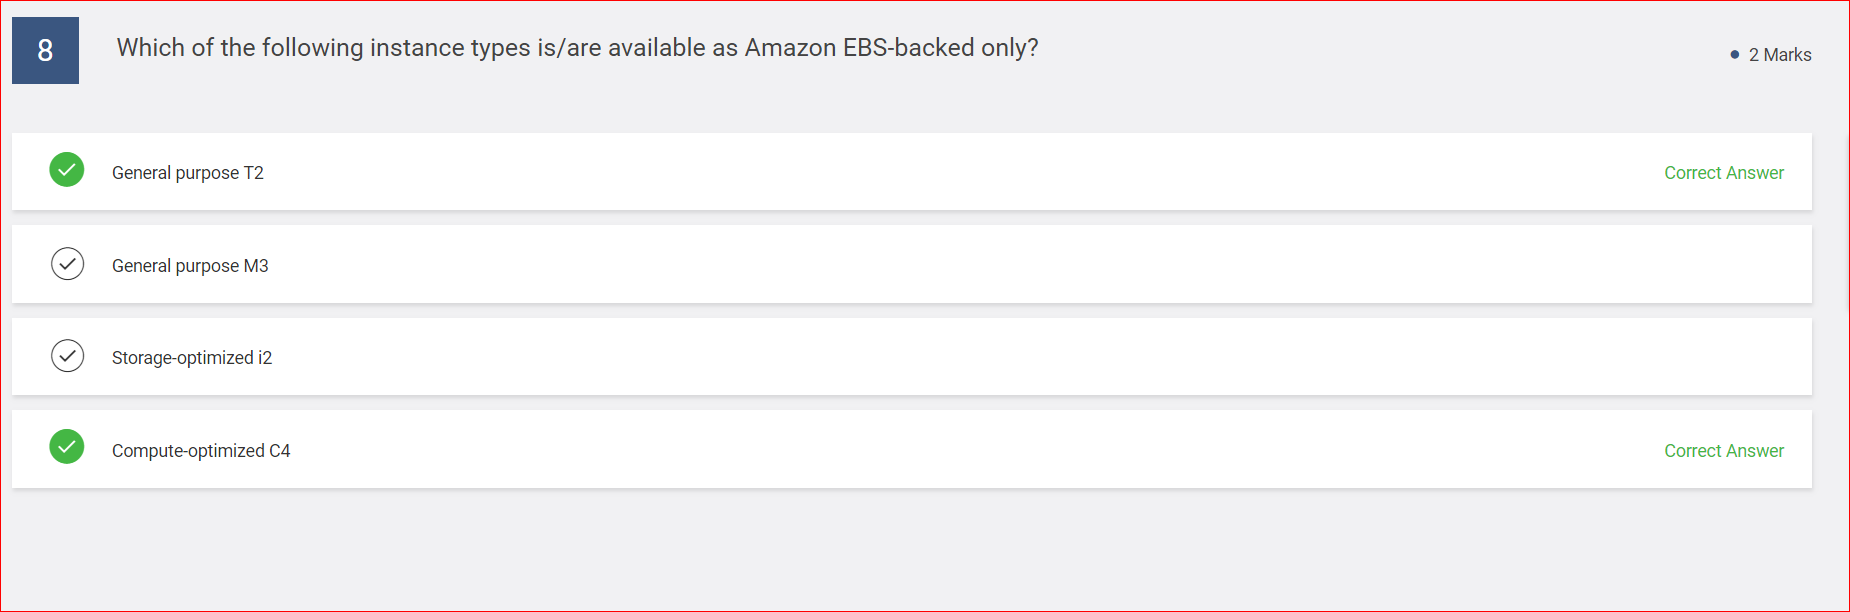 8
Which of the following instance types is/are available as Amazon EBS-backed only?
2 Marks
General purpose T2
Correct Answer
General purpose M3
Storage-optimized i2
Compute-optimized C4
Correct Answer